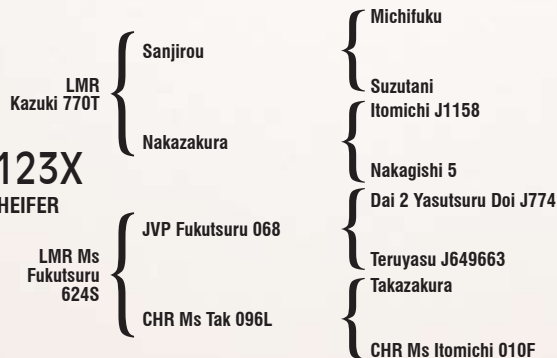 Michifuku
Sanjirou
LMR
Kazuki 770T
Suzutani
Itomichi J1158
Nakazakura
123X
Nakagishi 5
HEIFER
Dai 2 Yasutsuru Doi J774
JVP Fukutsuru 068
LMR Ms
Fukutsuru
624S
Teruyasu J649663
Takazakura
CHR Ms Tak 096L
CHR Ms Itomichi 010F